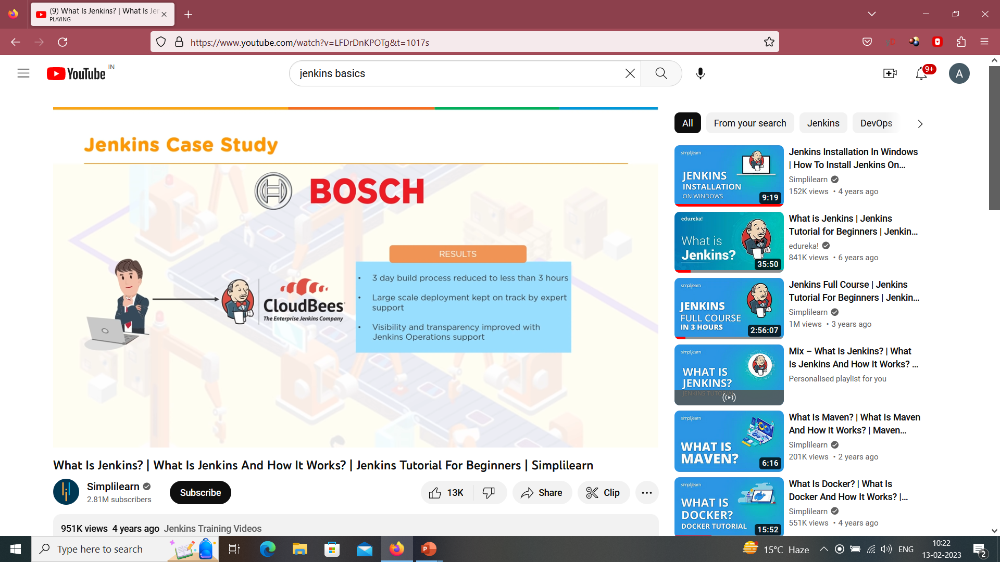 (9) What Is Jenkins? | What Is Jen
PLAYING
https://www.youtube.com/watch?v=LFDrDnKPOTg&t=1017s
YouTube IN
jenkins basics
9+
A
Jenkins Case Study
BOSCH
RESULTS
• 3 day build process reduced to less than 3 hours
• Large scale deployment kept on track by expert
support
• Visibility and transparency improved with
Jenkins Operations support
CloudBees
The Enterprise Jenkins Company
What Is Jenkins? | What Is Jenkins And How It Works? | Jenkins Tutorial For Beginners | Simplilearn
Simplilearn
2.81M subscribers
Subscribe
13K
Share
Clip
951K views 4 years ago Jenkins Training Videos
All From your search Jenkins DevOps
simplilearn
JENKINS
INSTALLATION
ON WINDOWS
9:19
Jenkins Installation In Windows
| How To Install Jenkins On...
Simplilearn
152K views • 4 years ago
edureka!
What is
Jenkins?
35:50
What is Jenkins | Jenkins
Tutorial for Beginners | Jenkin...
edureka!
841K views • 6 years ago
simplilearn
JENKINS
FULL COURSE
IN 3 HOURS
2:56:07
Jenkins Full Course | Jenkins
Tutorial For Beginners | Jenkin...
Simplilearn
1M views • 3 years ago
simplilearn
WHAT IS
JENKINS?
JENKINS TUTORIAL
Mix – What Is Jenkins? | What
Is Jenkins And How It Works? ...
Personalised playlist for you
simplilearn
WHAT IS
MAVEN?
6:16
What Is Maven? | What Is Maven
And How It Works? | Maven...
Simplilearn
201K views • 2 years ago
simplilearn
WHAT IS
DOCKER?
DOCKER TUTORIAL
15:52
What Is Docker? | What Is
Docker And How It Works? |...
Simplilearn
551K views • 4 years ago
Type here to search
15°C Haze
ENG
10:22
13-02-2023
2